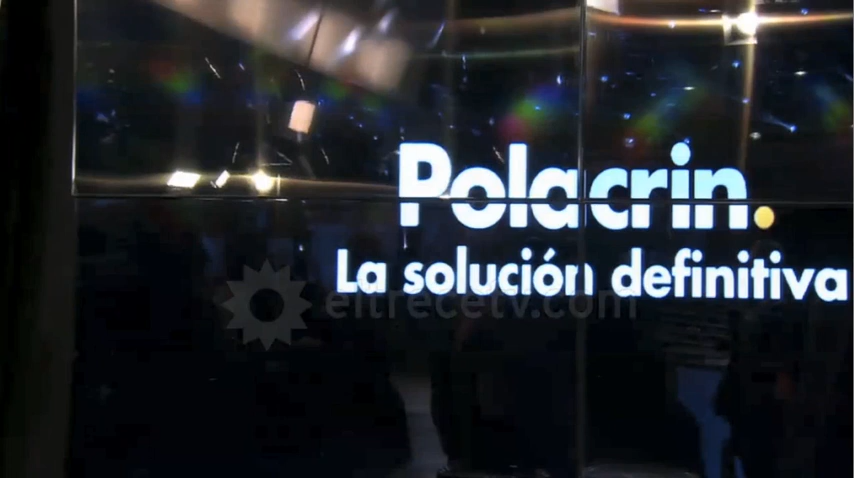 Polacrin.
La solución definitiva
eltrecetv.com